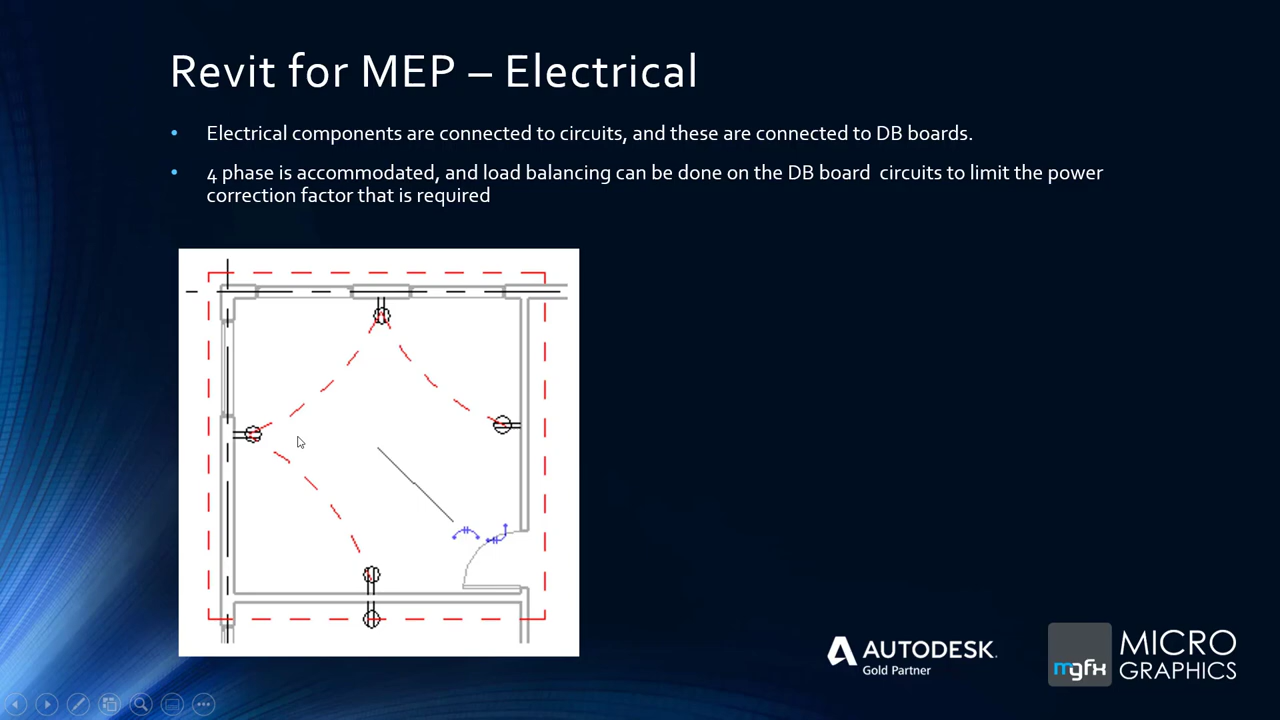 Revit for MEP – Electrical
• Electrical components are connected to circuits, and these are connected to DB boards.
• 4 phase is accommodated, and load balancing can be done on the DB board circuits to limit the power
correction factor that is required
AUTODESK.
Gold Partner
mgfx
MICRO
GRAPHICS